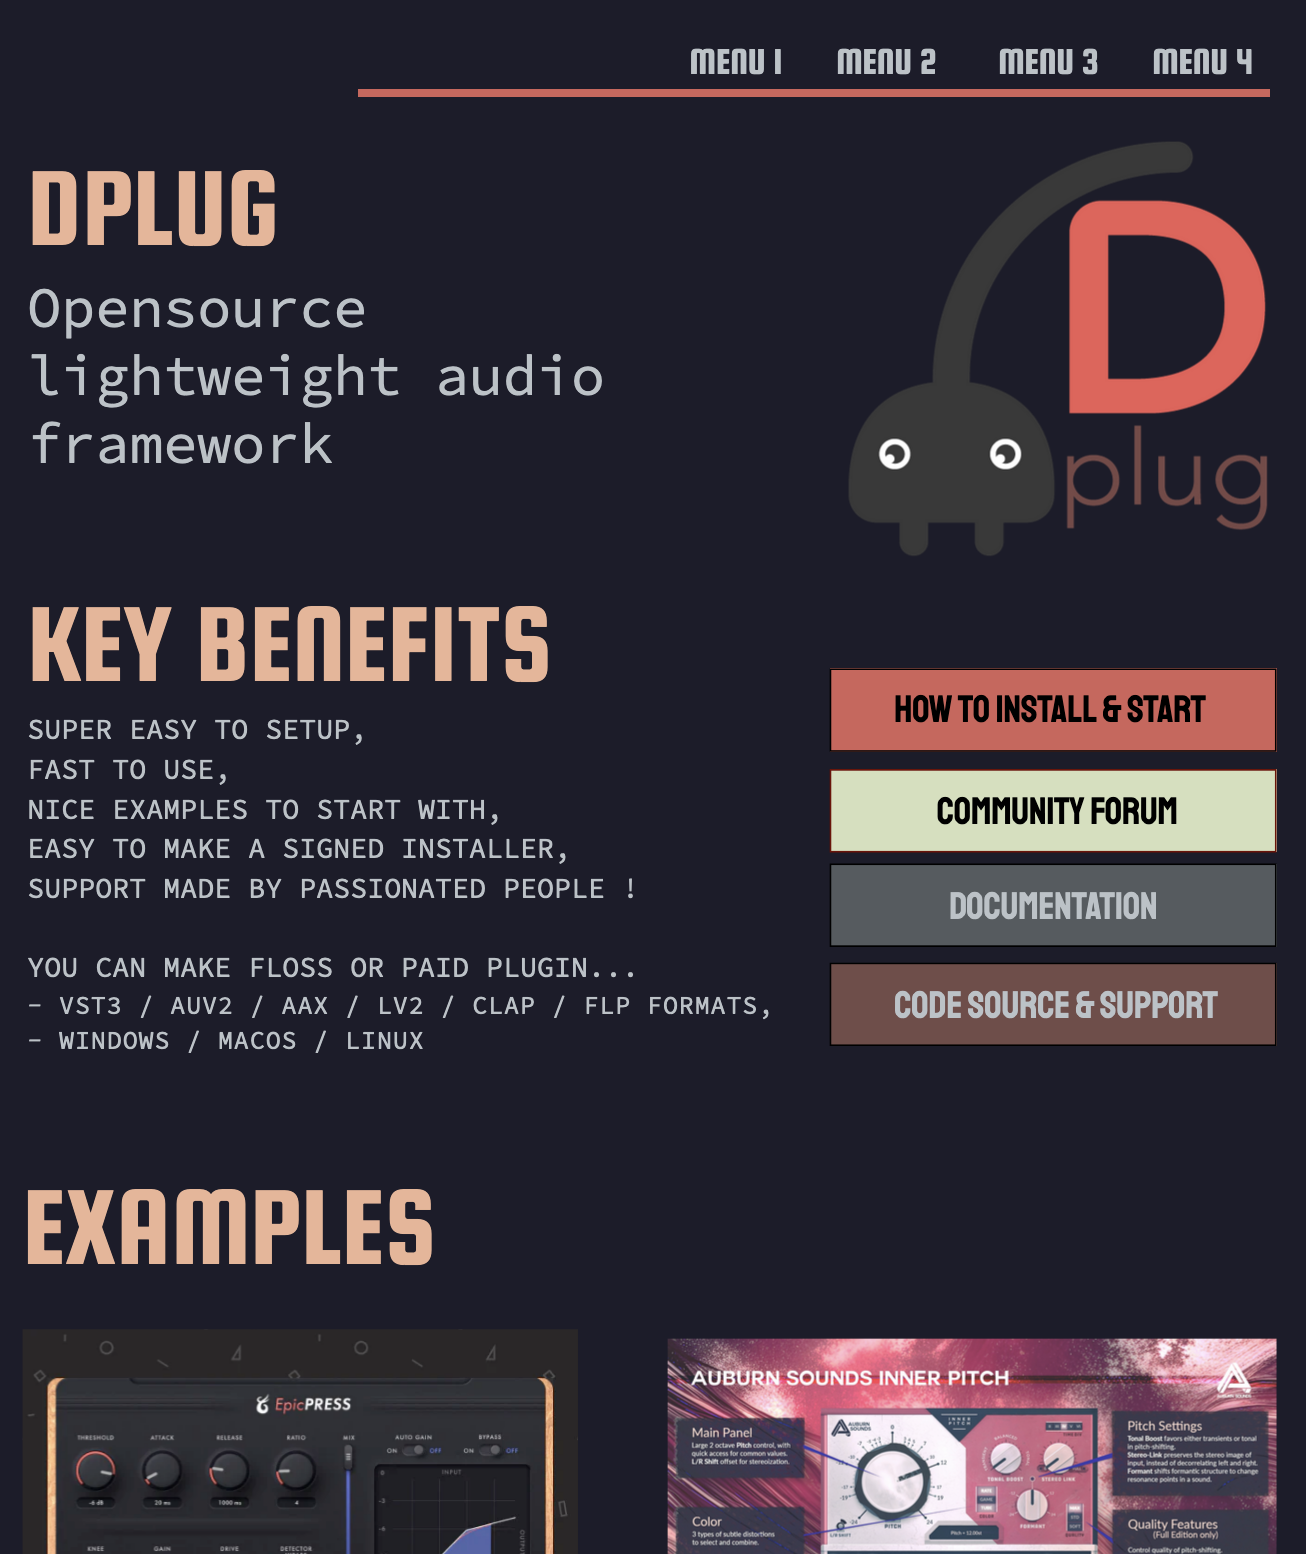 MENU 1 MENU 2 MENU 3 MENU 4
DPLUG
Opensource
lightweight audio
framework
D
plug
KEY BENEFITS
SUPER EASY TO SETUP,
FAST TO USE,
NICE EXAMPLES TO START WITH,
EASY TO MAKE A SIGNED INSTALLER,
SUPPORT MADE BY PASSIONATED PEOPLE !
YOU CAN MAKE FLOSS OR PAID PLUGIN...
- VST3 / AUV2 / AAX / LV2 / CLAP / FLP FORMATS,
- WINDOWS / MACOS / LINUX
HOW TO INSTALL & START
COMMUNITY FORUM
DOCUMENTATION
CODE SOURCE & SUPPORT
EXAMPLES
EpicPRESS
THRESHOLD ATTACK RELEASE RATIO MIX AUTO GAIN BYPASS
ON OFF ON OFF
INPUT
-6 dB 20 ms 1000 ms 4
KNEE GAIN DRIVE DETECTOR
AUBURN SOUNDS INNER PITCH
AUBURN SOUNDS
Main Panel
Large 2 octave Pitch control, with
quick access for common values.
L/R Shift offset for stereoization.
Color
3 types of subtle distortions
to select and combine.
AUBURN
SOUNDS
INNER
PITCH
TONAL BOOST STEREO LINK
PITCH
FORMANT
L/R SHIFT
Pitch Settings
Tonal Boost favors either transients or tonal
in pitch-shifting.
Stereo-Link preserves the stereo image of
input, instead of decorrelating left and right.
Formant shifts formantic structure to change
resonance points in a sound.
Quality Features
(Full Edition only)
Control quality of pitch-shifting.